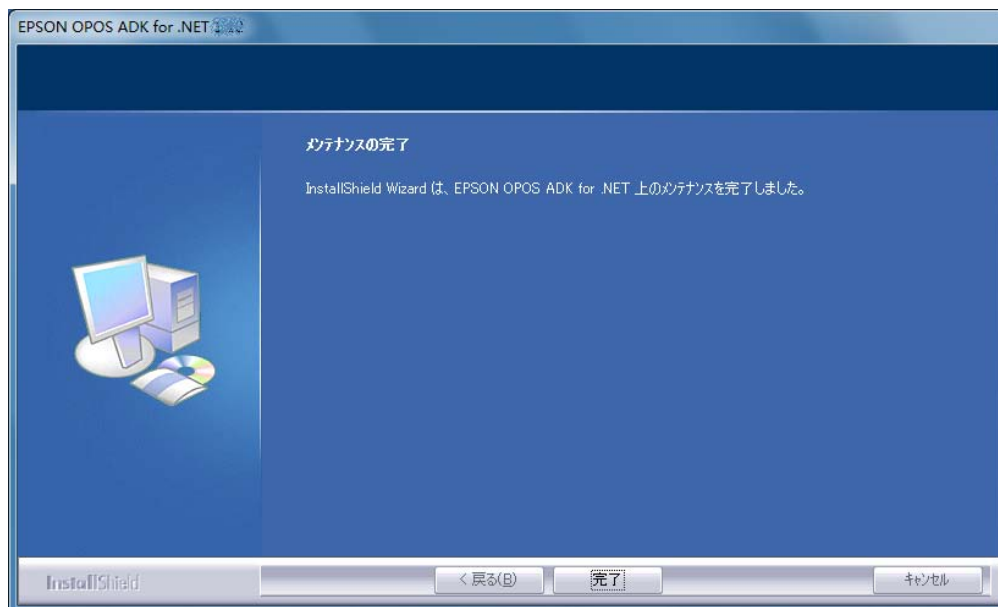 EPSON OPOS ADK for .NET
メンテナンスの完了
InstallShield Wizard は、EPSON OPOS ADK for .NET 上のメンテナンスを完了しました。
InstallShield
< 戻る(B)
完了
キャンセル